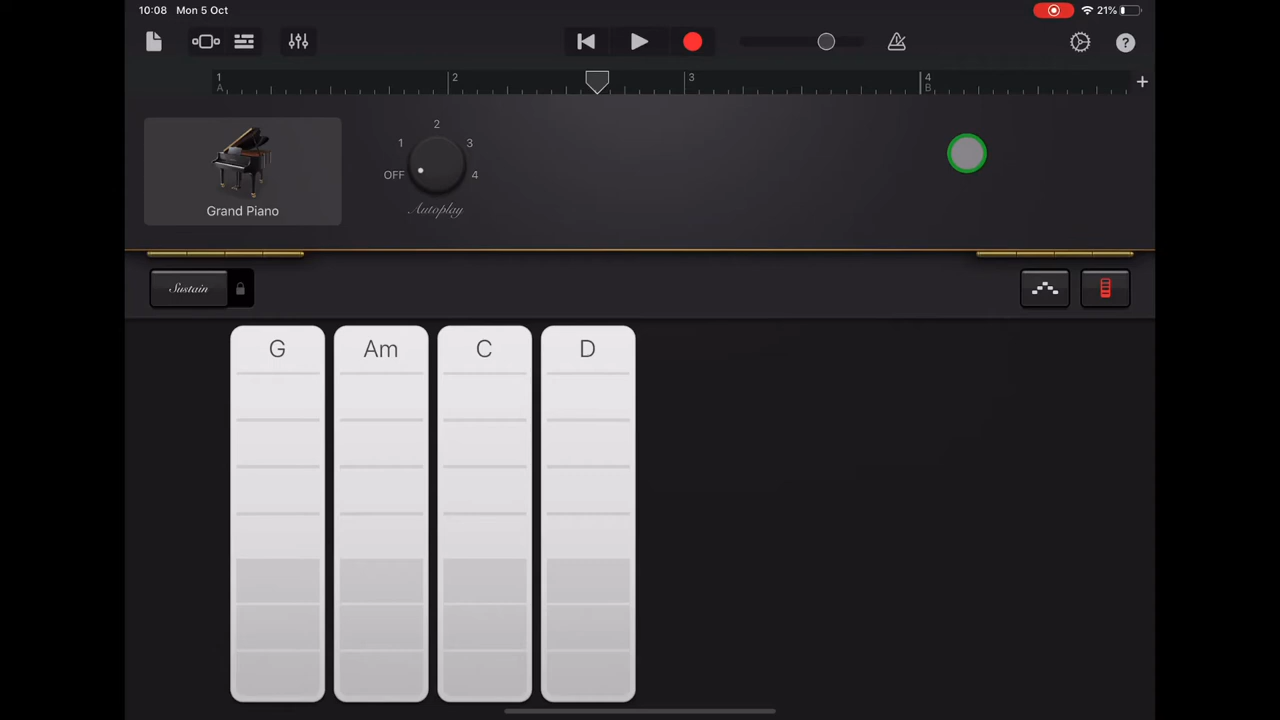 10:08 Mon 5 Oct 21%
?
1 2 3 4
A B
+
2
1 3
OFF 4
Grand Piano Autoplay
Sustain
G Am C D